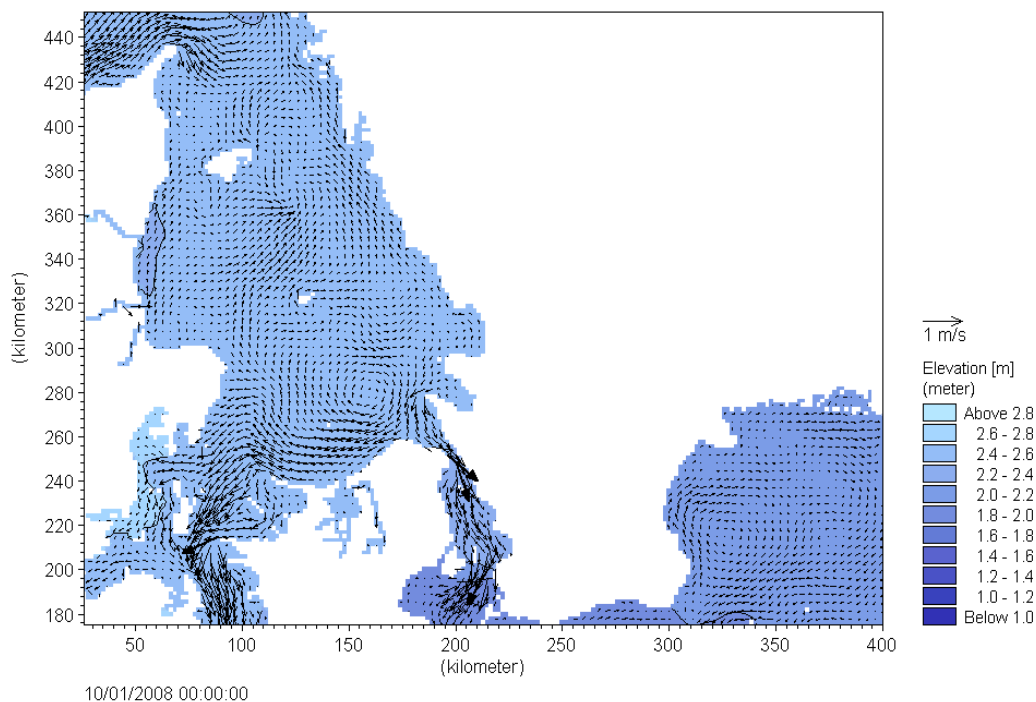 440
420
400
380
360
340
320
300
280
260
240
220
200
180
(kilometer)
50
100
150
200
250
300
350
400
(kilometer)
10/01/2008 00:00:00
1 m/s
Elevation [m]
(meter)
Above 2.8
2.6 - 2.8
2.4 - 2.6
2.2 - 2.4
2.0 - 2.2
1.8 - 2.0
1.6 - 1.8
1.4 - 1.6
1.2 - 1.4
1.0 - 1.2
Below 1.0